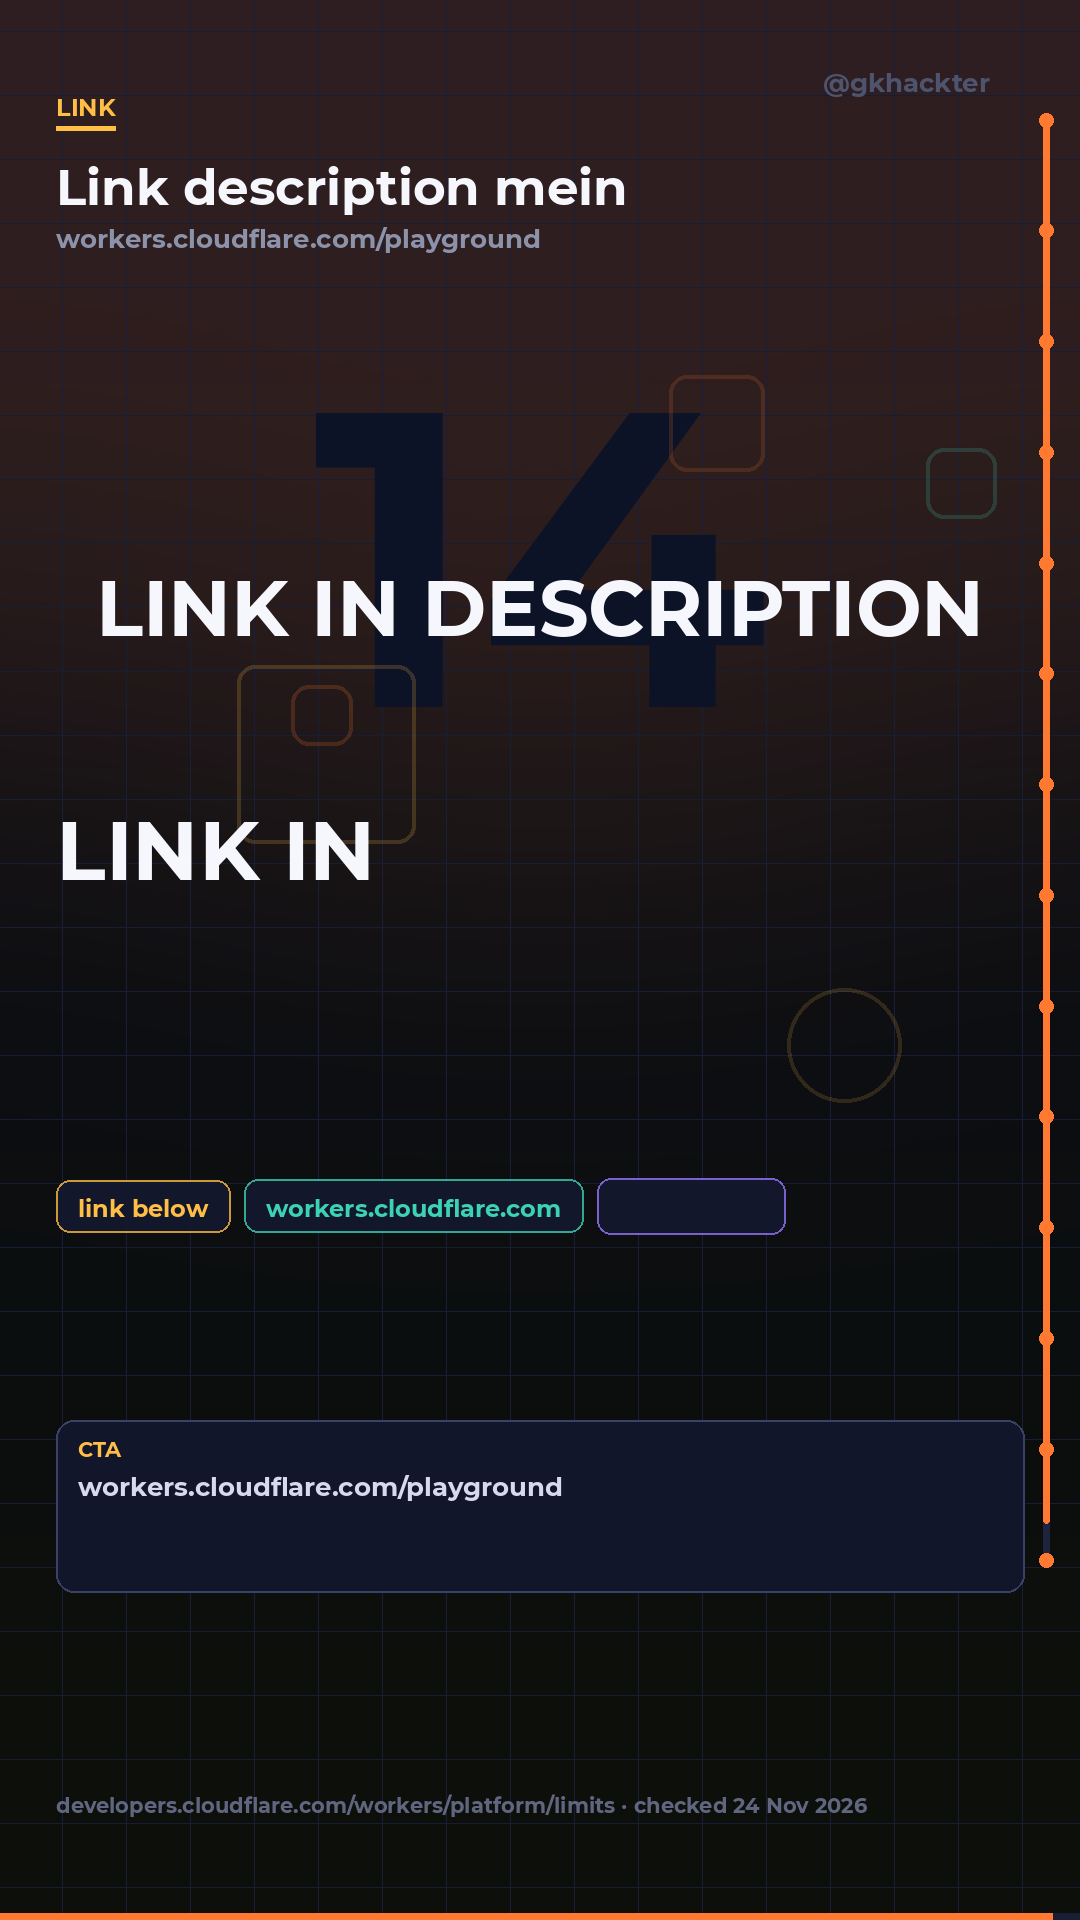 @gkhackter
LINK
Link description mein
workers.cloudflare.com/playground
14
LINK IN DESCRIPTION
LINK IN
link below
workers.cloudflare.com
CTA
workers.cloudflare.com/playground
developers.cloudflare.com/workers/platform/limits · checked 24 Nov 2026